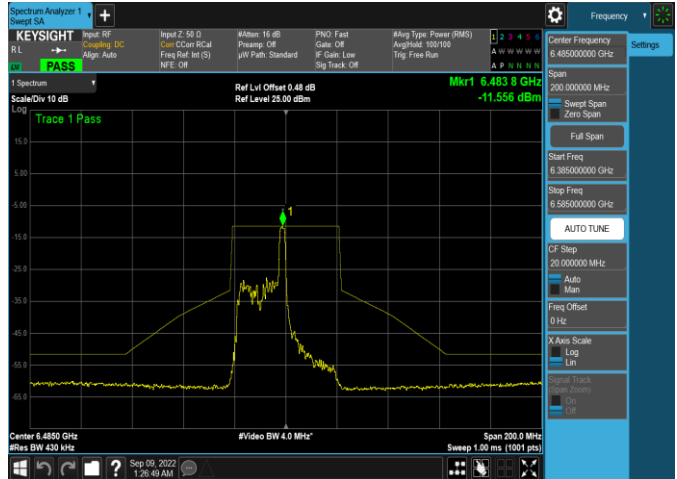 Spectrum Analyzer 1
Swept SA
+
Frequency
KEYSIGHT
RL
PASS
Input: RF
Coupling: DC
Align: Auto
Input Z: 50 Ω
Corr CCorr RCal
Freq Ref: Int (S)
NFE: Off
#Atten: 16 dB
Preamp: Off
µW Path: Standard
PNO: Fast
Gate: Off
IF Gain: Low
Sig Track: Off
#Avg Type: Power (RMS)
Avg|Hold: 100/100
Trig: Free Run
1 2 3 4 5 6
A W W W W W
A P N N N N
1 Spectrum
Scale/Div 10 dB
Ref Lvl Offset 0.48 dB
Ref Level 25.00 dBm
Mkr1 6.483 8 GHz
-11.556 dBm
Log
Trace 1 Pass
15.0
5.00
-5.00
-15.0
-25.0
-35.0
-45.0
-55.0
-65.0
1
Center 6.4850 GHz
#Res BW 430 kHz
#Video BW 4.0 MHz*
Span 200.0 MHz
Sweep 1.00 ms (1001 pts)
?
Sep 09, 2022
1:26:49 AM
Center Frequency
6.485000000 GHz
Settings
Span
200.000000 MHz
Swept Span
Zero Span
Full Span
Start Freq
6.385000000 GHz
Stop Freq
6.585000000 GHz
AUTO TUNE
CF Step
20.000000 MHz
Auto
Man
Freq Offset
0 Hz
X Axis Scale
Log
Lin
Signal Track
(Span Zoom)
On
Off